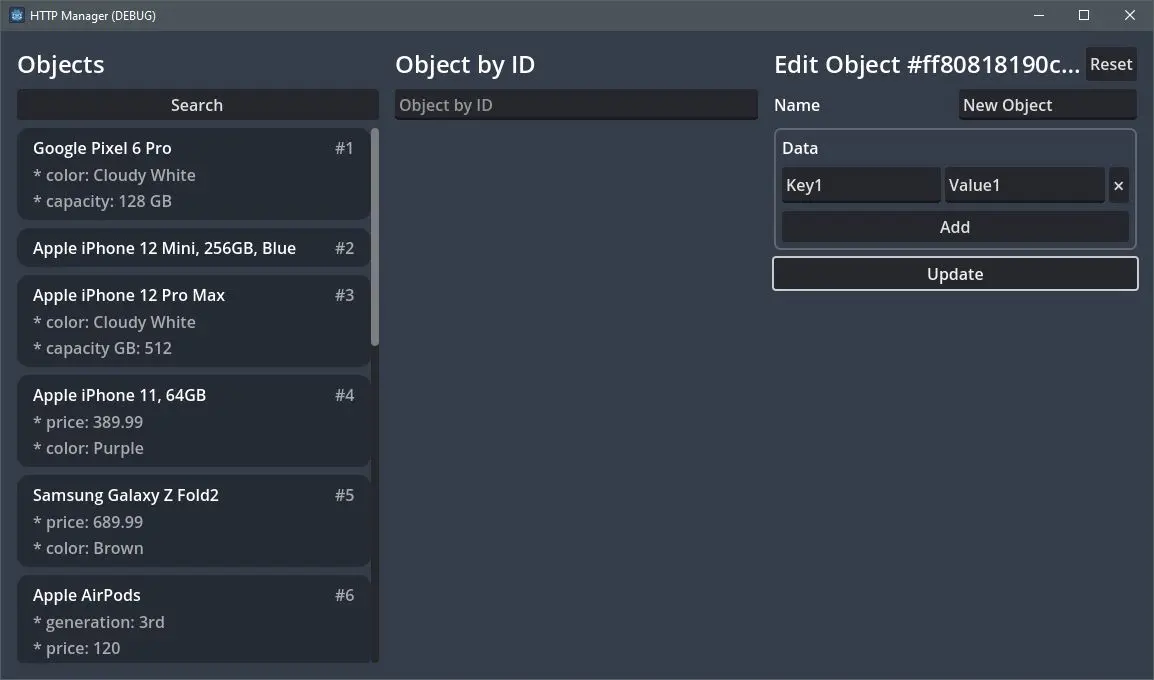 HTTP Manager (DEBUG)
Objects
Search
Google Pixel 6 Pro #1
* color: Cloudy White
* capacity: 128 GB
Apple iPhone 12 Mini, 256GB, Blue #2
Apple iPhone 12 Pro Max #3
* color: Cloudy White
* capacity GB: 512
Apple iPhone 11, 64GB #4
* price: 389.99
* color: Purple
Samsung Galaxy Z Fold2 #5
* price: 689.99
* color: Brown
Apple AirPods #6
* generation: 3rd
* price: 120
Object by ID
Object by ID
Edit Object #ff80818190c... Reset
Name New Object
Data
Key1 Value1 ×
Add
Update